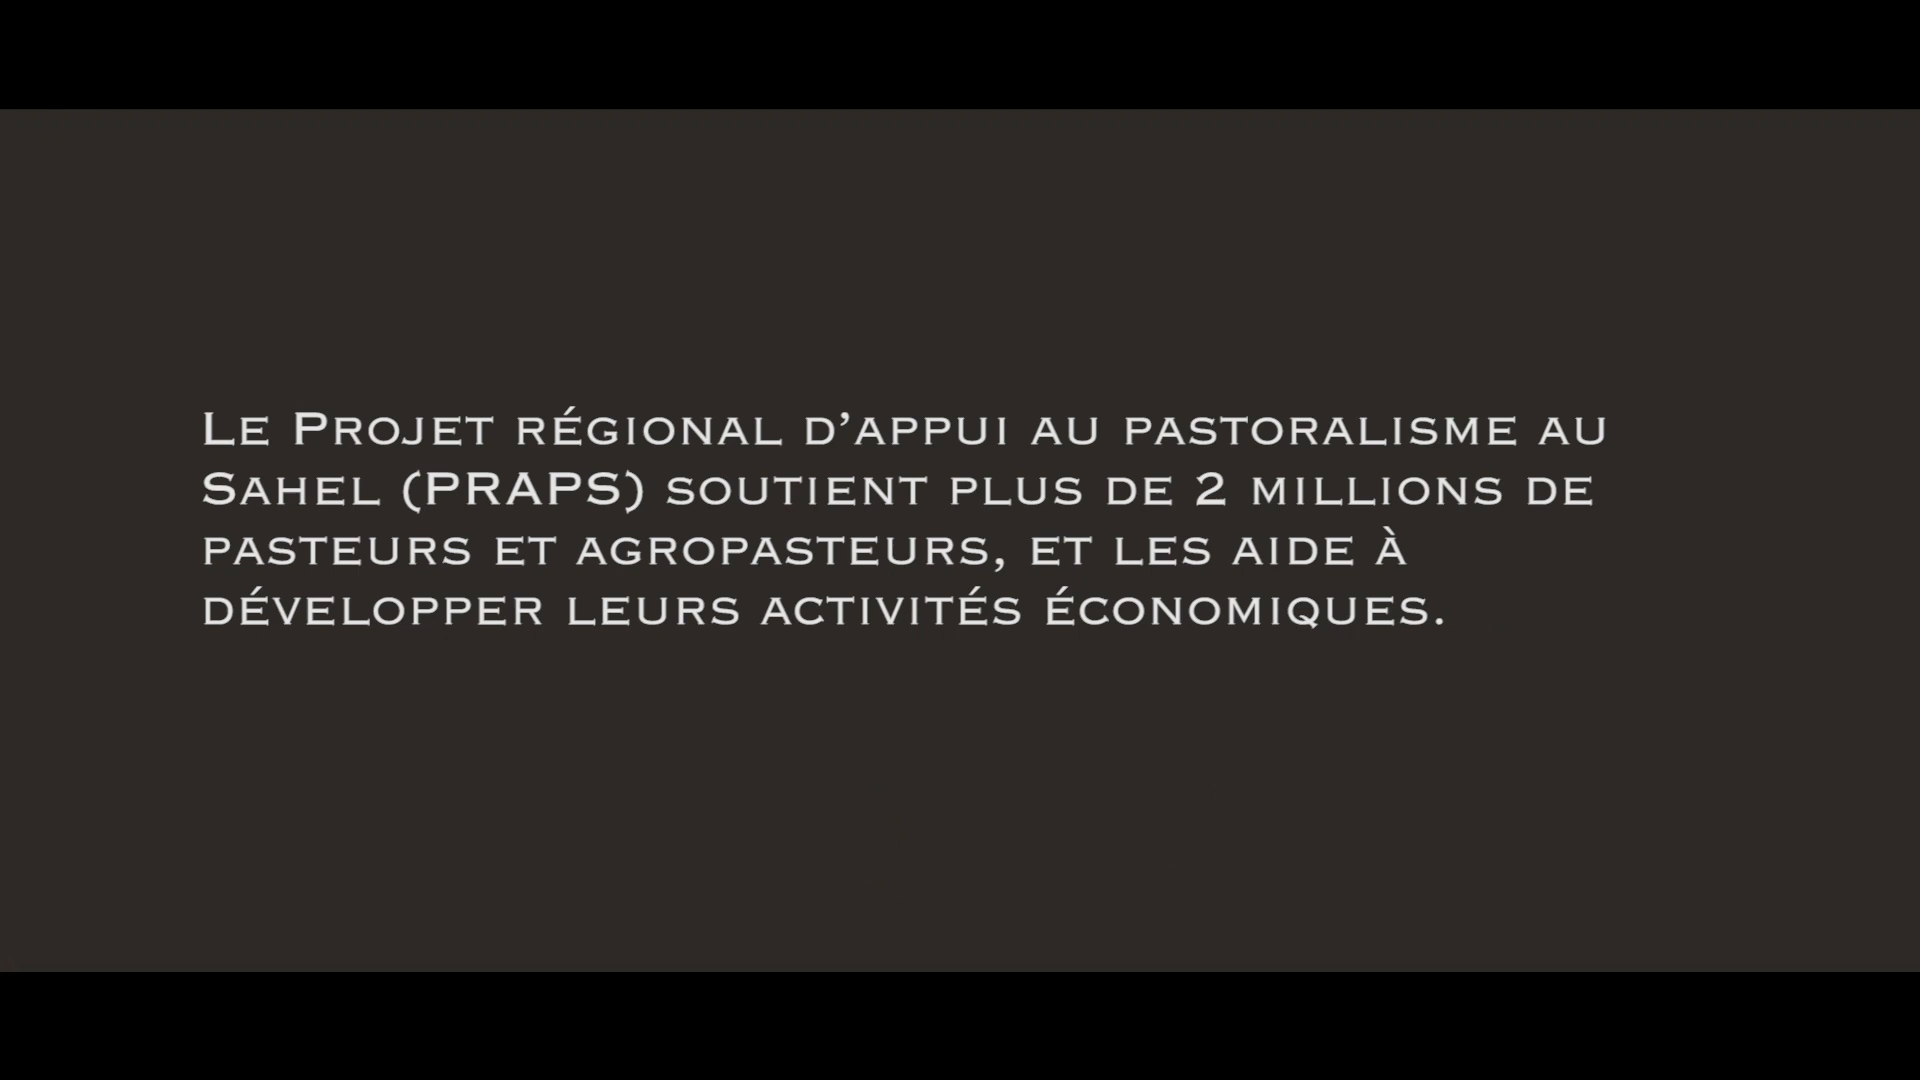 Le Projet régional d’appui au pastoralisme au
Sahel (PRAPS) soutient plus de 2 millions de
pasteurs et agropasteurs, et les aide à
développer leurs activités économiques.